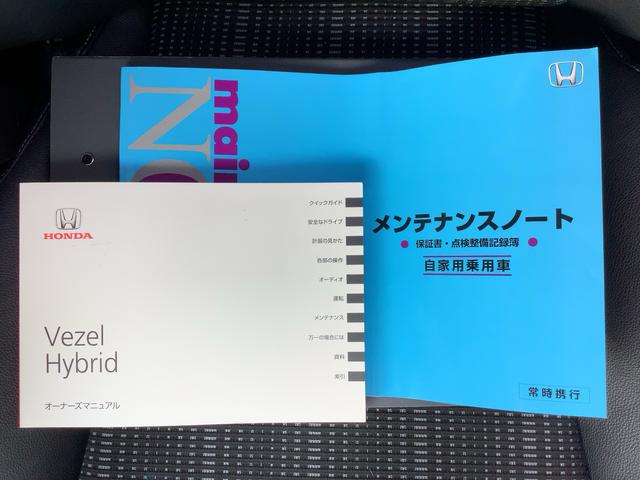 main
NO
メンテナンスノート
保証書・点検整備記録簿
自家用乗用車
常時携行
HONDA
Vezel
Hybrid
オーナーズマニュアル
クイックガイド
安全なドライブ
計器の見かた
各部の操作
オーディオ
運転
メンテナンス
万一の場合には
資料
索引